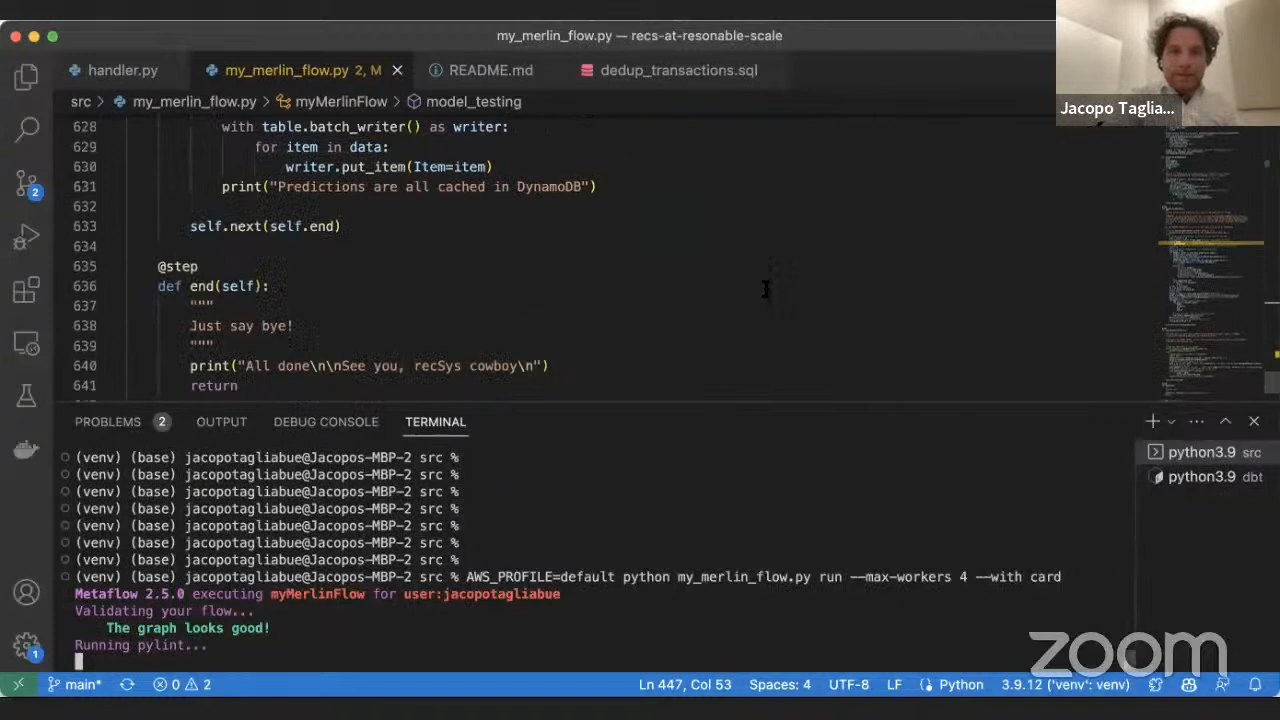 my_merlin_flow.py — recs-at-resonable-scale
Jacopo Taglia...
handler.py
my_merlin_flow.py 2, M
README.md
dedup_transactions.sql
src > my_merlin_flow.py > myMerlinFlow > model_testing
628 with table.batch_writer() as writer:
629 for item in data:
630 writer.put_item(Item=item)
631 print("Predictions are all cached in DynamoDB")
632
633 self.next(self.end)
634
635 @step
636 def end(self):
637 """
638 Just say bye!
639 """
640 print("All done\n\nSee you, recSys cowboy\n")
641 return
2
PROBLEMS 2 OUTPUT DEBUG CONSOLE TERMINAL
(venv) (base) jacopotagliabue@Jacopos-MBP-2 src %
(venv) (base) jacopotagliabue@Jacopos-MBP-2 src %
(venv) (base) jacopotagliabue@Jacopos-MBP-2 src %
(venv) (base) jacopotagliabue@Jacopos-MBP-2 src %
(venv) (base) jacopotagliabue@Jacopos-MBP-2 src %
(venv) (base) jacopotagliabue@Jacopos-MBP-2 src %
(venv) (base) jacopotagliabue@Jacopos-MBP-2 src %
(venv) (base) jacopotagliabue@Jacopos-MBP-2 src % AWS_PROFILE=default python my_merlin_flow.py run --max-workers 4 --with card
Metaflow 2.5.0 executing myMerlinFlow for user:jacopotagliabue
Validating your flow...
The graph looks good!
Running pylint...
python3.9 src
python3.9 dbt
1
zoom
main* 0 2 Ln 447, Col 53 Spaces: 4 UTF-8 LF Python 3.9.12 ('venv': venv)